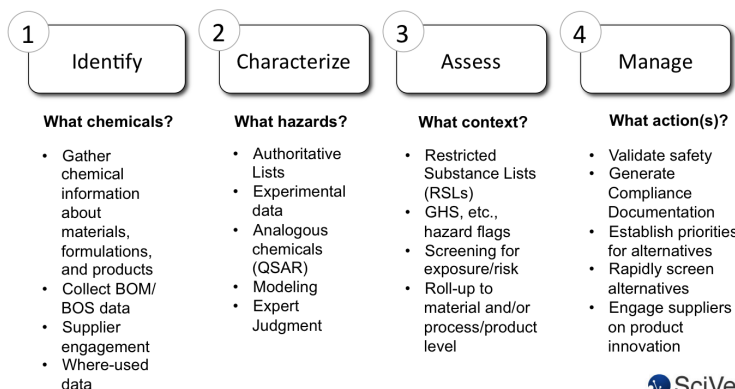 1
Identify
What chemicals?
• Gather
chemical
information
about
materials,
formulations,
and products
• Collect BOM/
BOS data
• Supplier
engagement
• Where-used
data
2
Characterize
What hazards?
• Authoritative
Lists
• Experimental
data
• Analogous
chemicals
(QSAR)
• Modeling
• Expert
Judgment
3
Assess
What context?
• Restricted
Substance Lists
(RSLs)
• GHS, etc.,
hazard flags
• Screening for
exposure/risk
• Roll-up to
material and/or
process/product
level
4
Manage
What action(s)?
• Validate safety
• Generate
Compliance
Documentation
• Establish priorities
for alternatives
• Rapidly screen
alternatives
• Engage suppliers
on product
innovation
SciVe